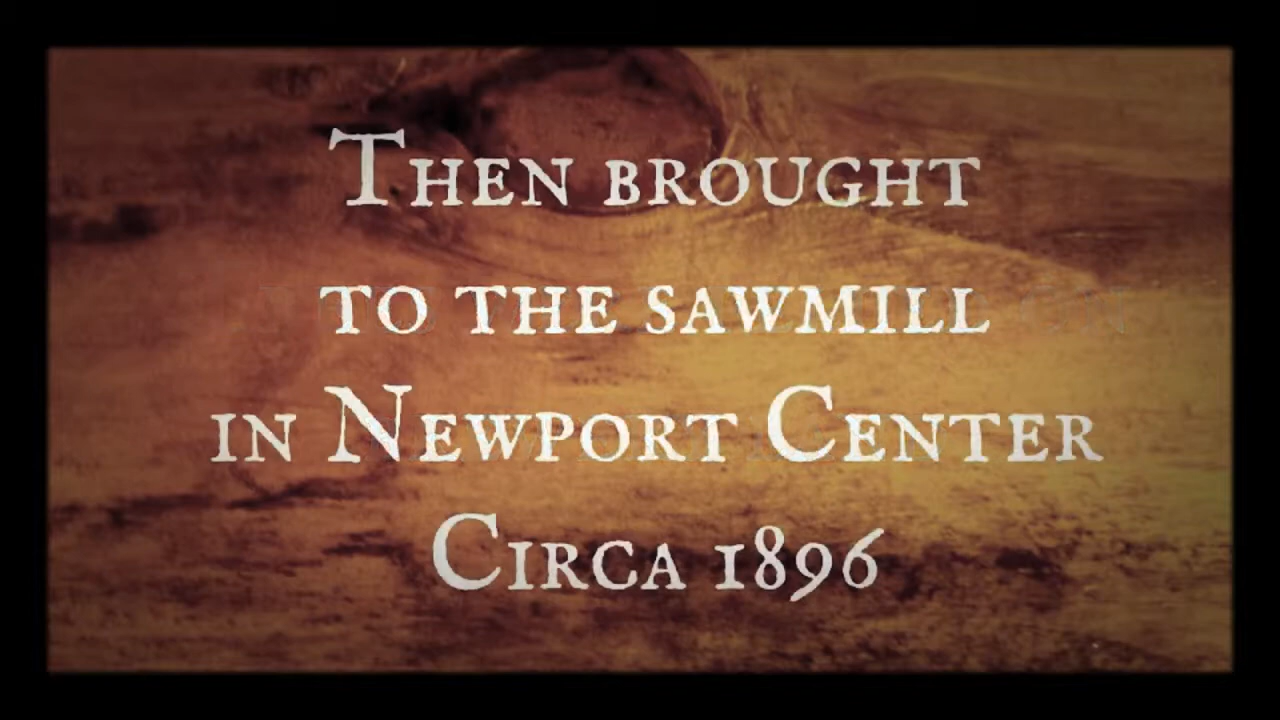 Then brought
to the sawmill
in Newport Center
Circa 1896